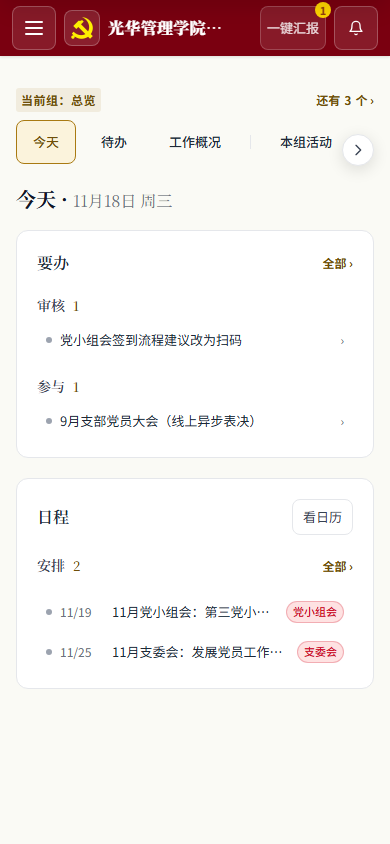 光华管理学院…
一键汇报
1
当前组：总览
还有 3 个 ›
今天
待办
工作概况
本组活动
今天 · 11月18日 周三
要办
全部 ›
审核 1
党小组会签到流程建议改为扫码 ›
参与 1
9月支部党员大会（线上异步表决） ›
日程
看日历
安排 2
全部 ›
11/19 11月党小组会：第三党小… 党小组会
11/25 11月支委会：发展党员工作… 支委会